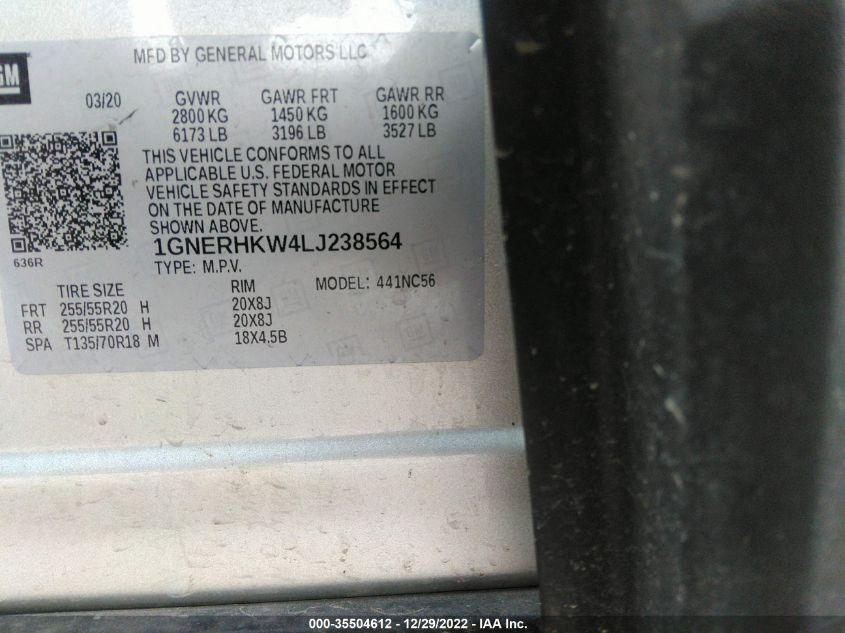 GM
MFD BY GENERAL MOTORS LLC
03/20 GVWR GAWR FRT GAWR RR
2800 KG 1450 KG 1600 KG
6173 LB 3196 LB 3527 LB
THIS VEHICLE CONFORMS TO ALL
APPLICABLE U.S. FEDERAL MOTOR
VEHICLE SAFETY STANDARDS IN EFFECT
ON THE DATE OF MANUFACTURE
SHOWN ABOVE.
636R
1GNERHKW4LJ238564
TYPE: M.P.V.
TIRE SIZE RIM MODEL: 441NC56
FRT 255/55R20 H 20X8J
RR 255/55R20 H 20X8J
SPA T135/70R18 M 18X4.5B
000-35504612 - 12/29/2022 - IAA Inc.